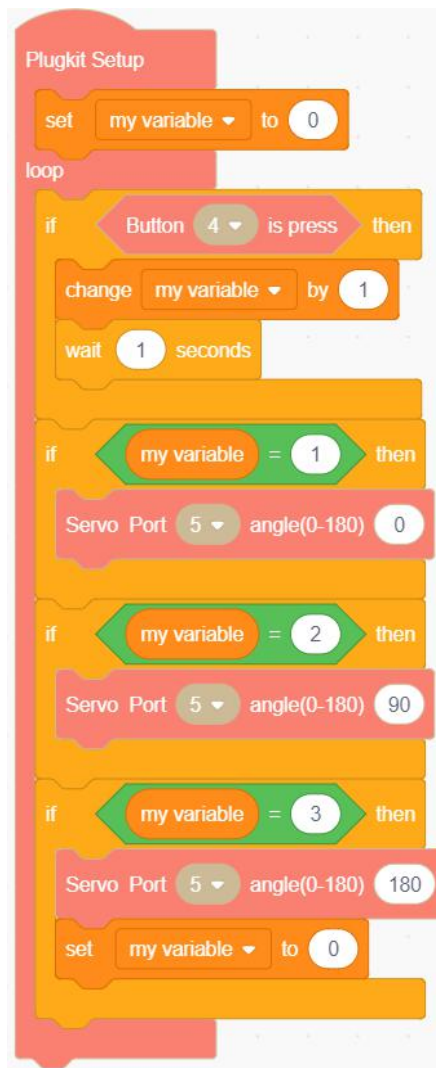 Plugkit Setup
set my variable to 0
loop
if Button 4 is press then
change my variable by 1
wait 1 seconds
if my variable = 1 then
Servo Port 5 angle(0-180) 0
if my variable = 2 then
Servo Port 5 angle(0-180) 90
if my variable = 3 then
Servo Port 5 angle(0-180) 180
set my variable to 0